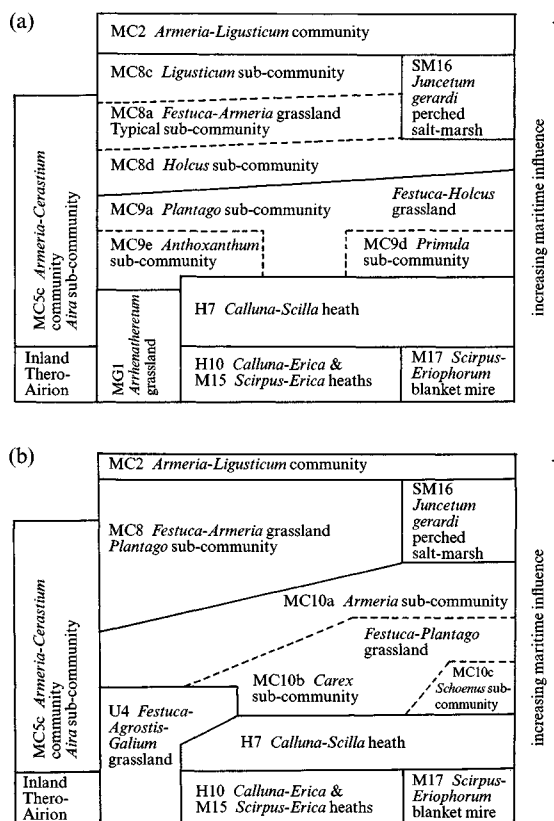 (a)
MC2 Armeria-Ligusticum community
MC8c Ligusticum sub-community
SM16
Juncetum
gerardi
perched
salt-marsh
MC8a Festuca-Armeria grassland
Typical sub-community
MC8d Holcus sub-community
MC9a Plantago sub-community
Festuca-Holcus
grassland
MC9e Anthoxanthum
sub-community
MC9d Primula
sub-community
MC5c Armeria-Cerastium
community
Aira sub-community
H7 Calluna-Scilla heath
MG1
Arrhenatheretum
grassland
Inland
Thero-
Airion
H10 Calluna-Erica &
M15 Scirpus-Erica heaths
M17 Scirpus-
Eriophorum
blanket mire
increasing maritime influence
(b)
MC2 Armeria-Ligusticum community
MC8 Festuca-Armeria grassland
Plantago sub-community
SM16
Juncetum
gerardi
perched
salt-marsh
MC10a Armeria sub-community
Festuca-Plantago
grassland
MC10b Carex
sub-community
MC10c
Schoenus sub-
community
MC5c Armeria-Cerastium
community
Aira sub-community
U4 Festuca-
Agrostis-
Galium
grassland
H7 Calluna-Scilla heath
Inland
Thero-
Airion
H10 Calluna-Erica &
M15 Scirpus-Erica heaths
M17 Scirpus-
Eriophorum
blanket mire
increasing maritime influence